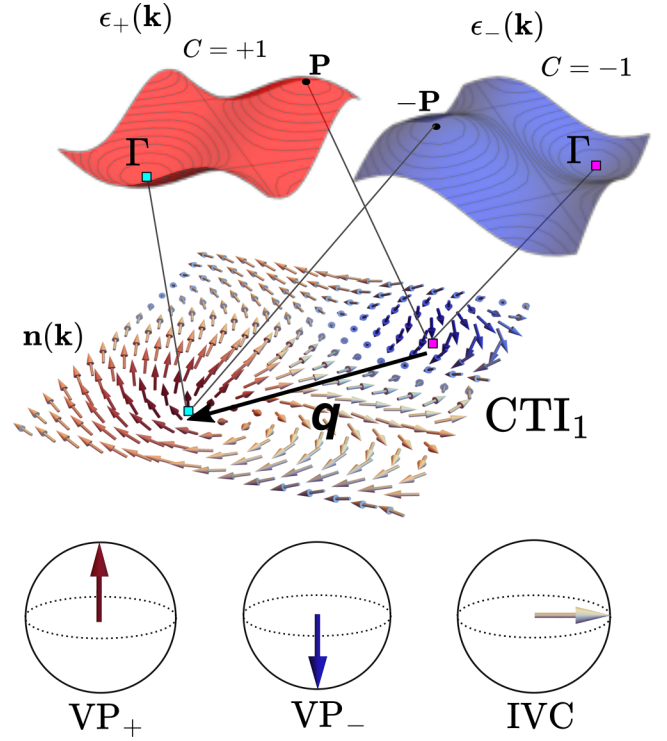 ϵ₊(𝐤)
ϵ₋(𝐤)
C = +1
C = −1
P
−P
Γ
Γ
n(k)
q
CTI₁
VP₊
VP₋
IVC